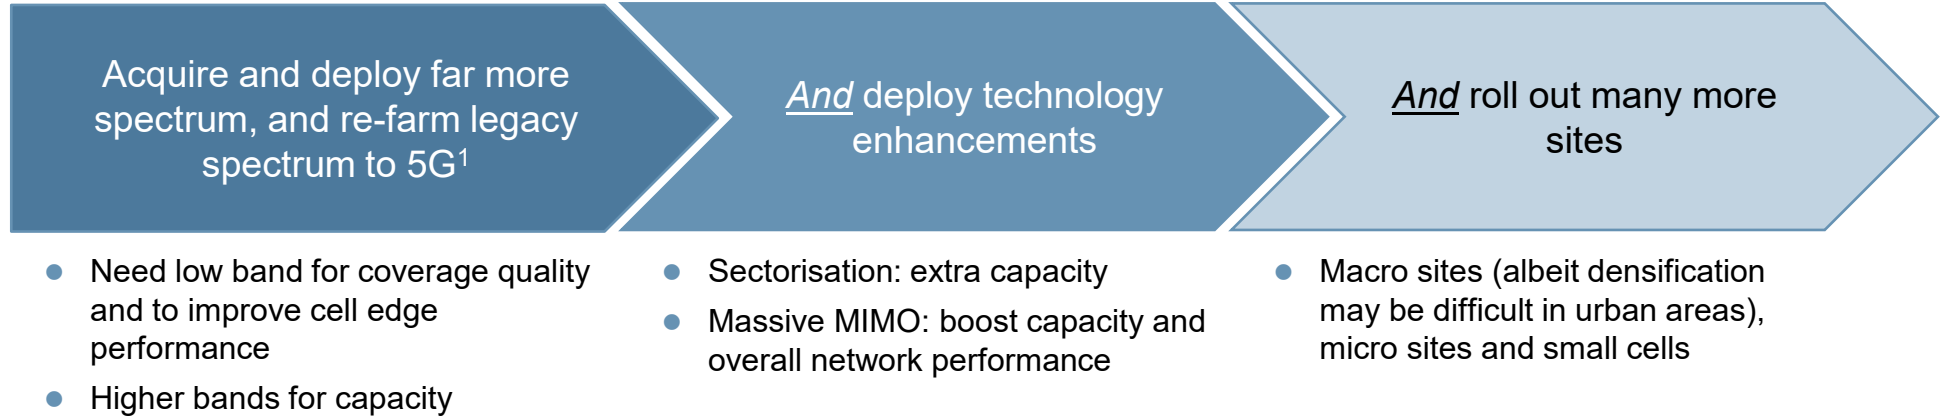 Acquire and deploy far more
spectrum, and re-farm legacy
spectrum to 5G¹
And deploy technology
enhancements
And roll out many more
sites
● Need low band for coverage quality
and to improve cell edge
performance
● Higher bands for capacity
● Sectorisation: extra capacity
● Massive MIMO: boost capacity and
overall network performance
● Macro sites (albeit densification
may be difficult in urban areas),
micro sites and small cells